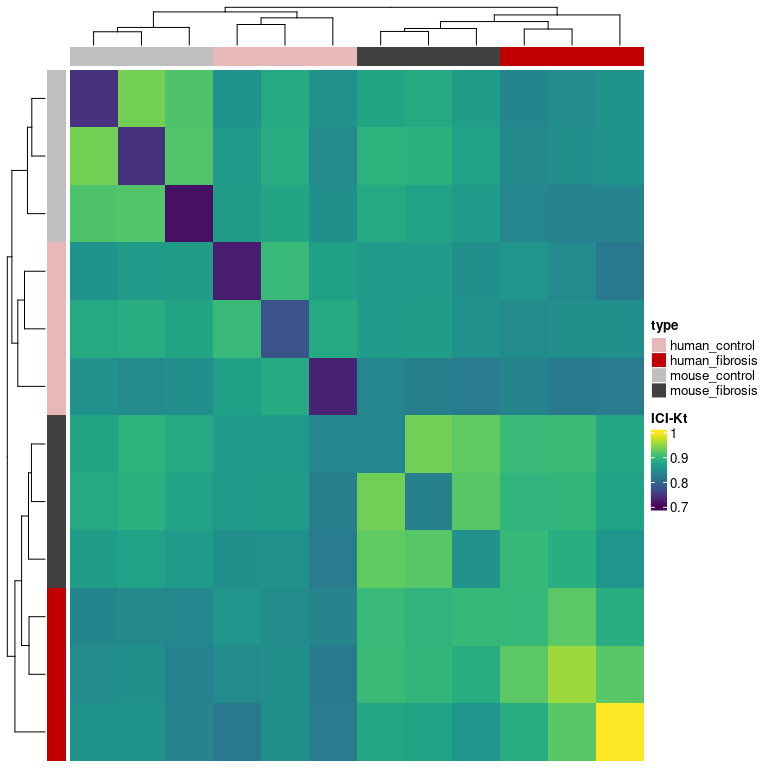 type
human_control
human_fibrosis
mouse_control
mouse_fibrosis
ICI-Kt
1
0.9
0.8
0.7